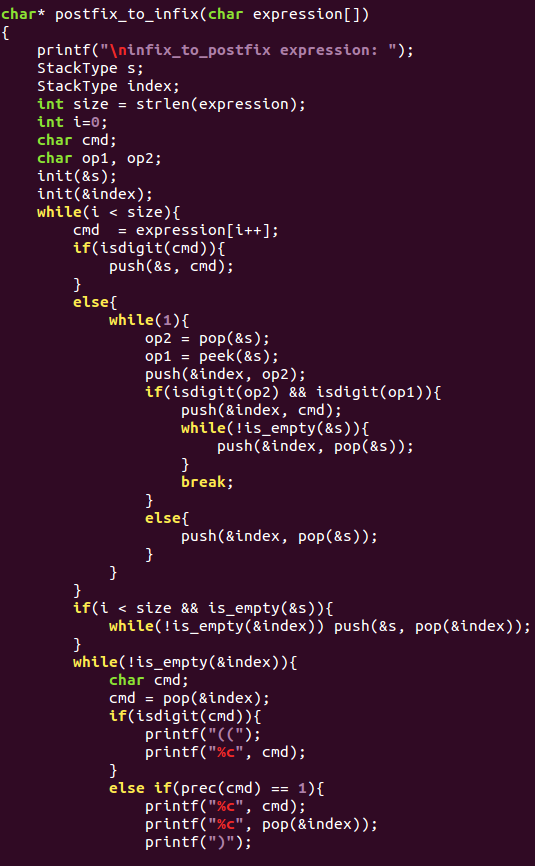 char* postfix_to_infix(char expression[])
{
    printf("\ninfix_to_postfix expression: ");
    StackType s;
    StackType index;
    int size = strlen(expression);
    int i=0;
    char cmd;
    char op1, op2;
    init(&s);
    init(&index);
    while(i < size){
        cmd  = expression[i++];
        if(isdigit(cmd)){
            push(&s, cmd);
        }
        else{
            while(1){
                op2 = pop(&s);
                op1 = peek(&s);
                push(&index, op2);
                if(isdigit(op2) && isdigit(op1)){
                    push(&index, cmd);
                    while(!is_empty(&s)){
                        push(&index, pop(&s));
                    }
                    break;
                }
                else{
                    push(&index, pop(&s));
                }
            }
        }
        if(i < size && is_empty(&s)){
            while(!is_empty(&index)) push(&s, pop(&index));
        }
        while(!is_empty(&index)){
            char cmd;
            cmd = pop(&index);
            if(isdigit(cmd)){
                printf("((");
                printf("%c", cmd);
            }
            else if(prec(cmd) == 1){
                printf("%c", cmd);
                printf("%c", pop(&index));
                printf(")");